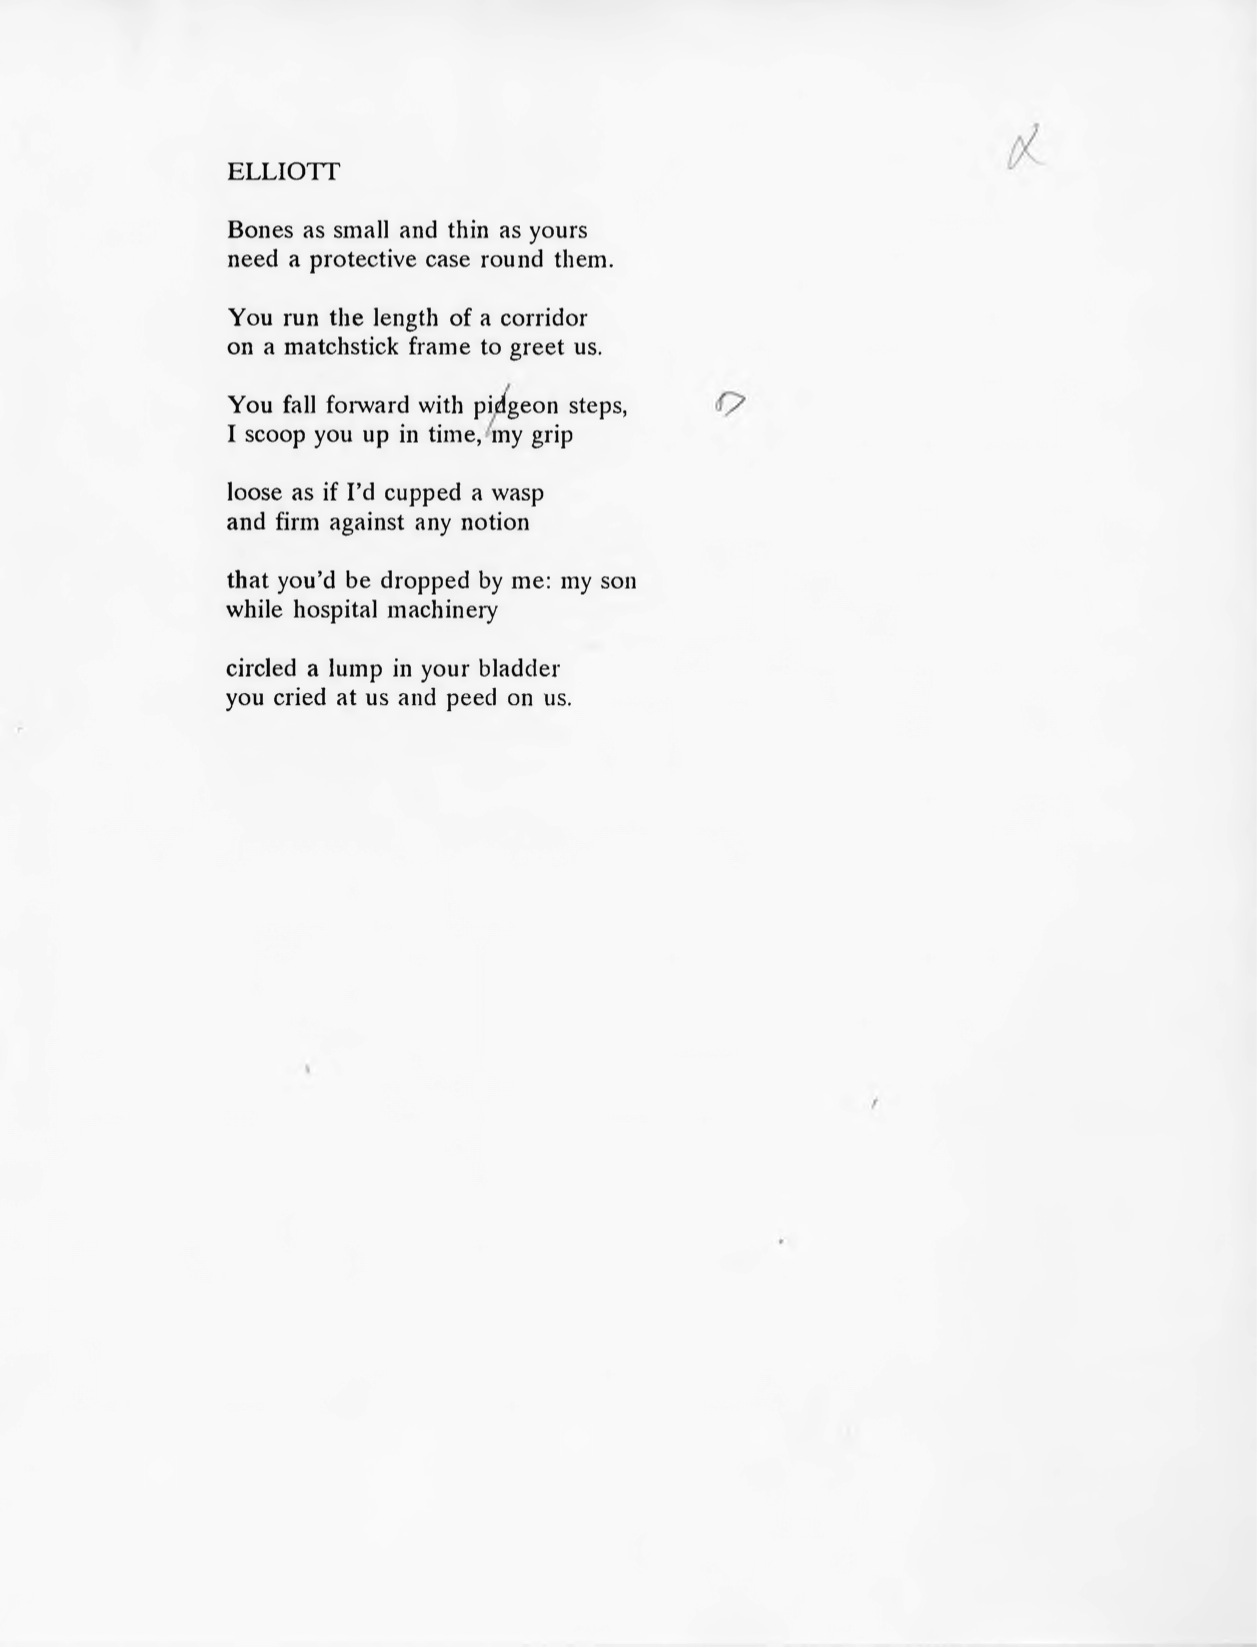 ELLIOTT
Bones as small and thin as yours
need a protective case round them.
You run the length of a corridor
on a matchstick frame to greet us.
You fall forward with pidgeon steps,
I scoop you up in time, my grip
loose as if I'd cupped a wasp
and firm against any notion
that you'd be dropped by me: my son
while hospital machinery
circled a lump in your bladder
you cried at us and peed on us.